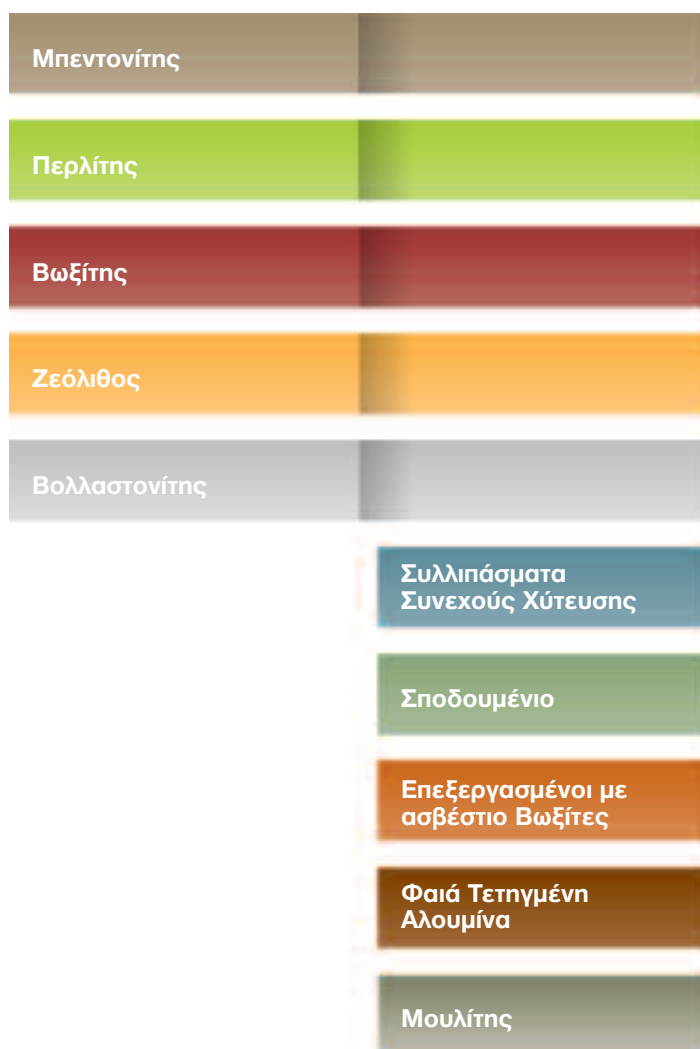 Μπεντονίτης
Περλίτης
Βωξίτης
Ζεόλιθος
Βολλαστονίτης
Συλλιπάσματα
Συνεχούς Χύτευσης
Σποδουμένιο
Επεξεργασμένοι με
ασβέστιο Βωξίτες
Φαιά Τετηγμένη
Αλουμίνα
Μουλίτης